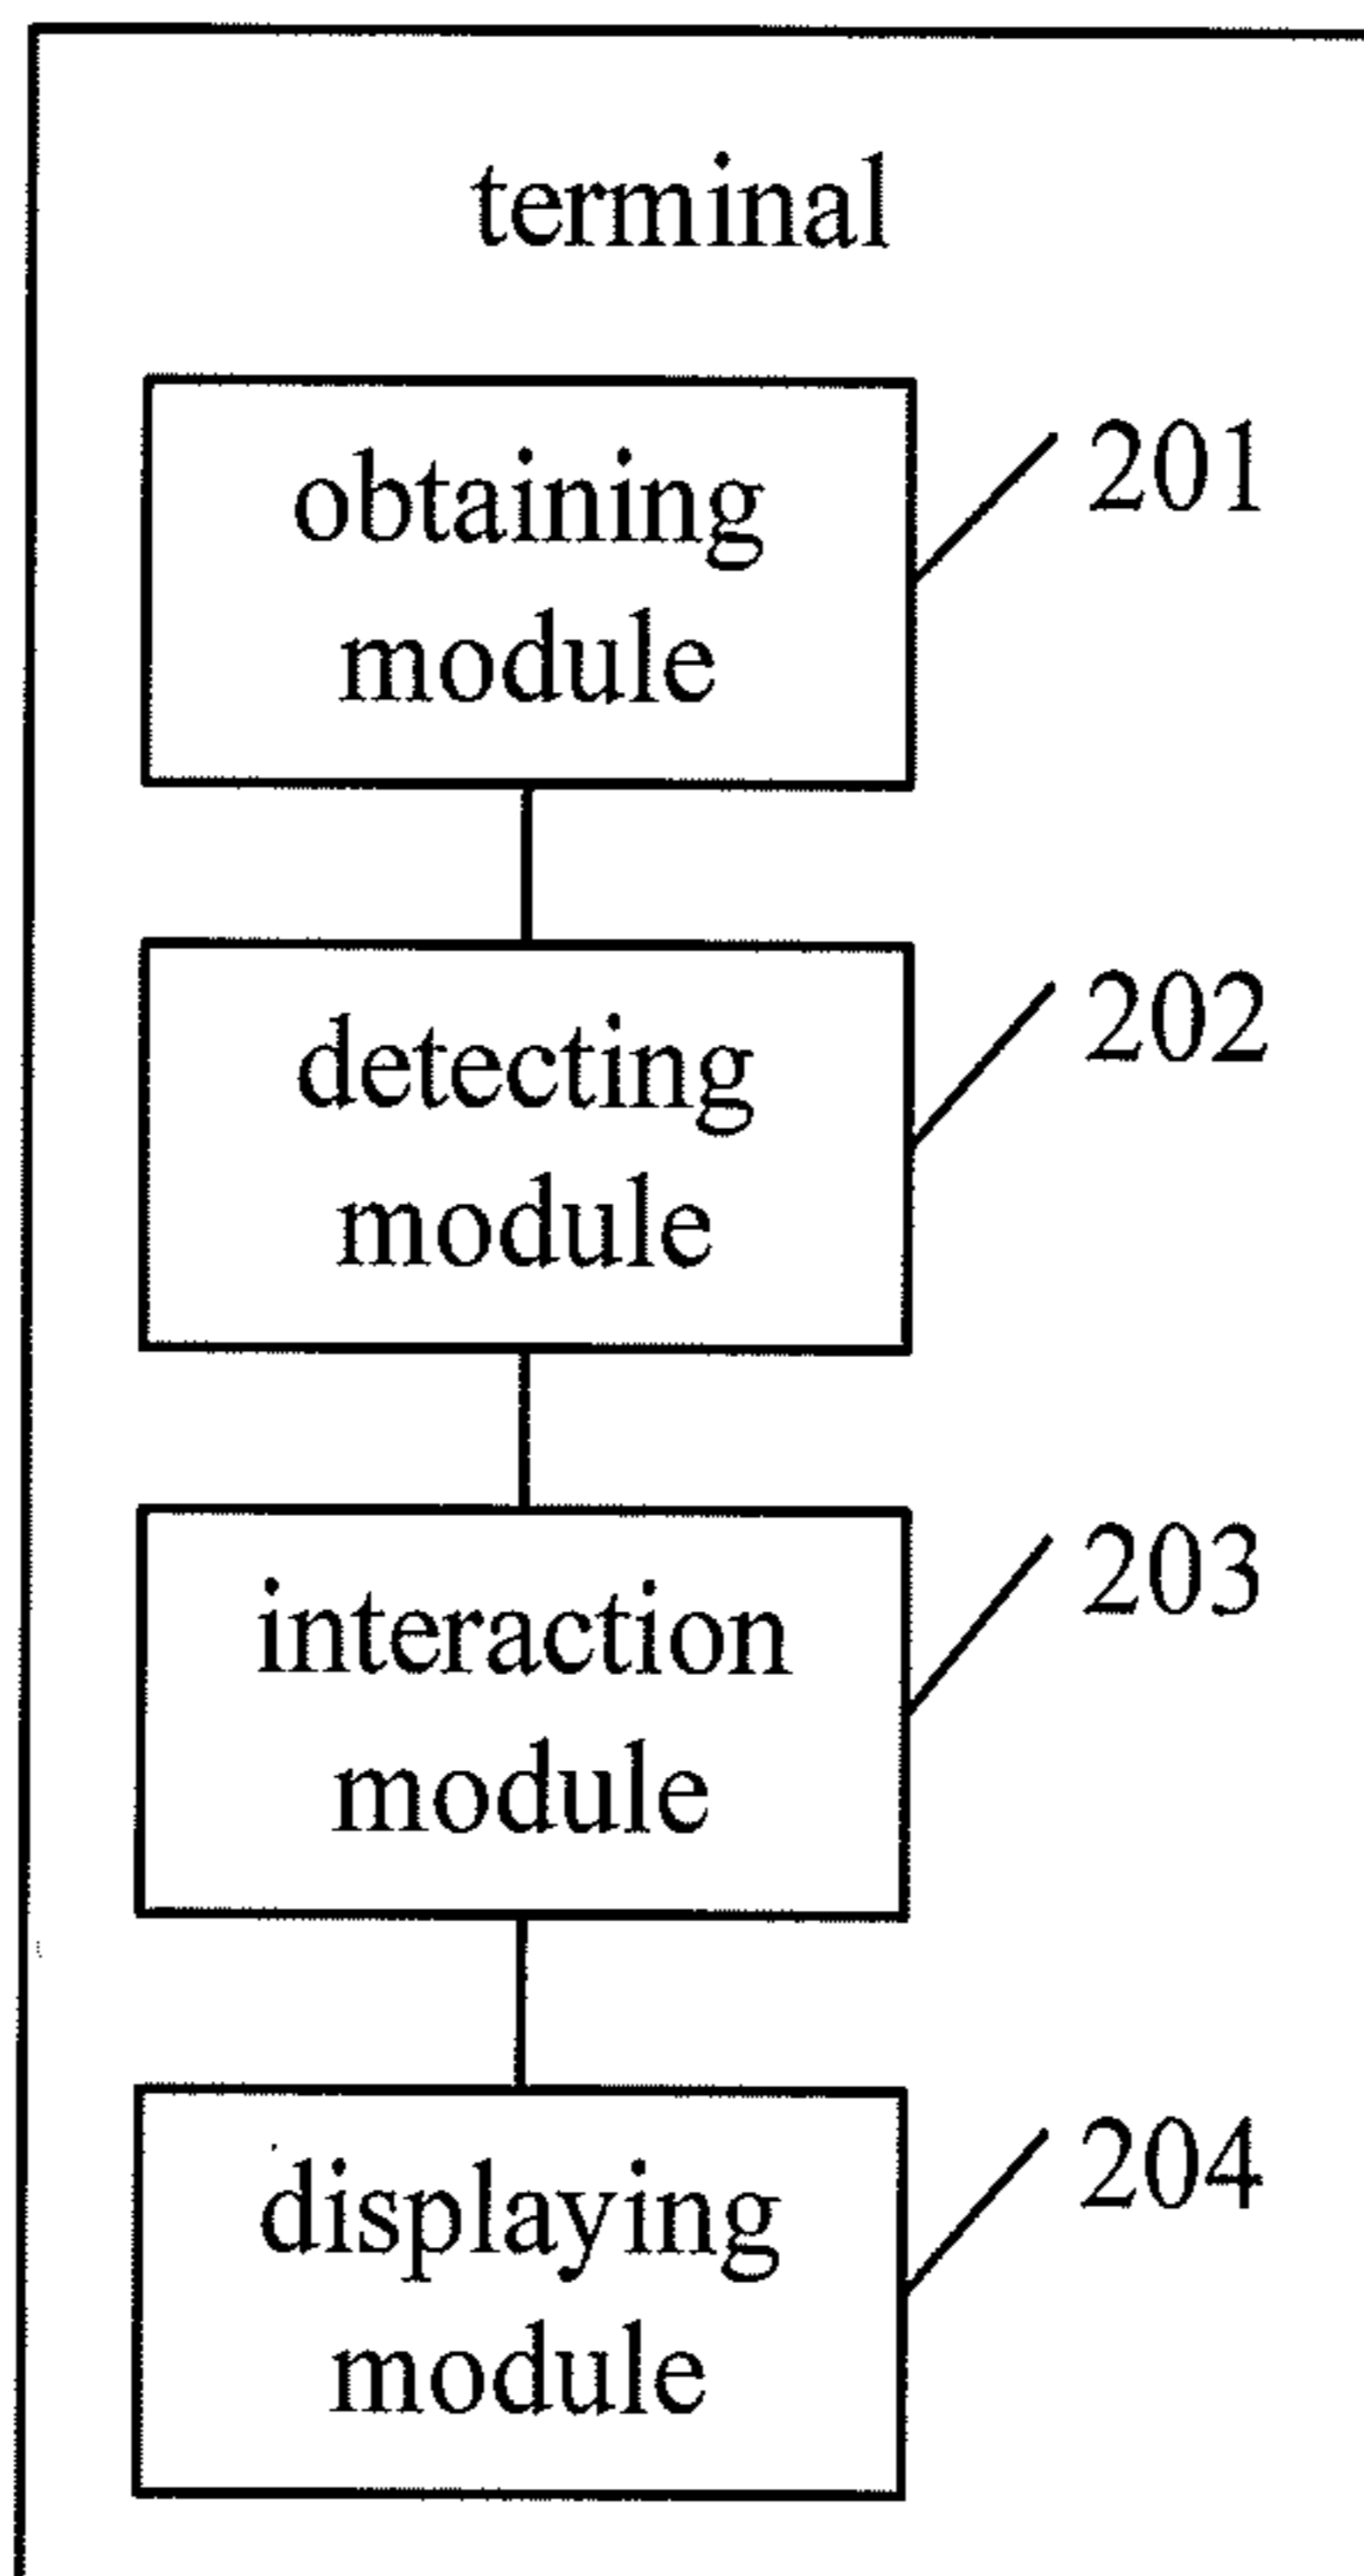 terminal
obtaining
module
201
detecting
module
202
interaction
module
203
displaying
module
204